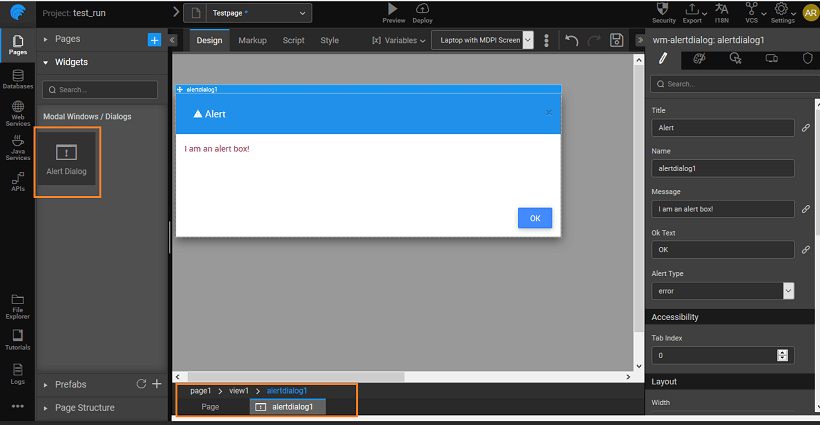 Project: test_run
Testpage *
Preview
Deploy
Security
Export
I18N
VCS
Settings
AR
Pages
Databases
Web
Services
Java
Services
APIs
File
Explorer
Tutorials
Logs
Pages
Widgets
Search...
Modal Windows / Dialogs
Alert Dialog
Prefabs
Page Structure
Design
Markup
Script
Style
[x] Variables
Laptop with MDPI Screen
alertdialog1
Alert
I am an alert box!
OK
page1 > view1 > alertdialog1
Page
alertdialog1
wm-alertdialog: alertdialog1
Search...
Title
Alert
Name
alertdialog1
Message
I am an alert box!
Ok Text
OK
Alert Type
error
Accessibility
Tab Index
0
Layout
Width